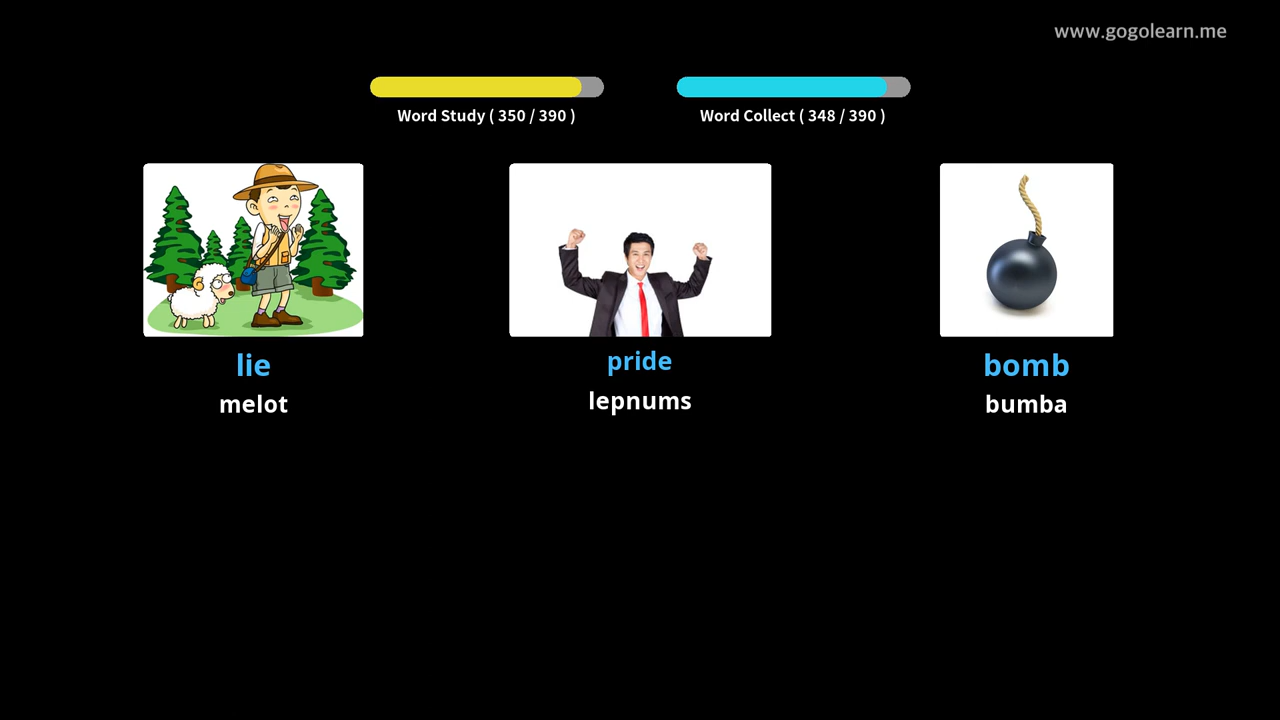 www.gogolearn.me
Word Study ( 350 / 390 )
Word Collect ( 348 / 390 )
lie
melot
pride
lepnums
bomb
bumba